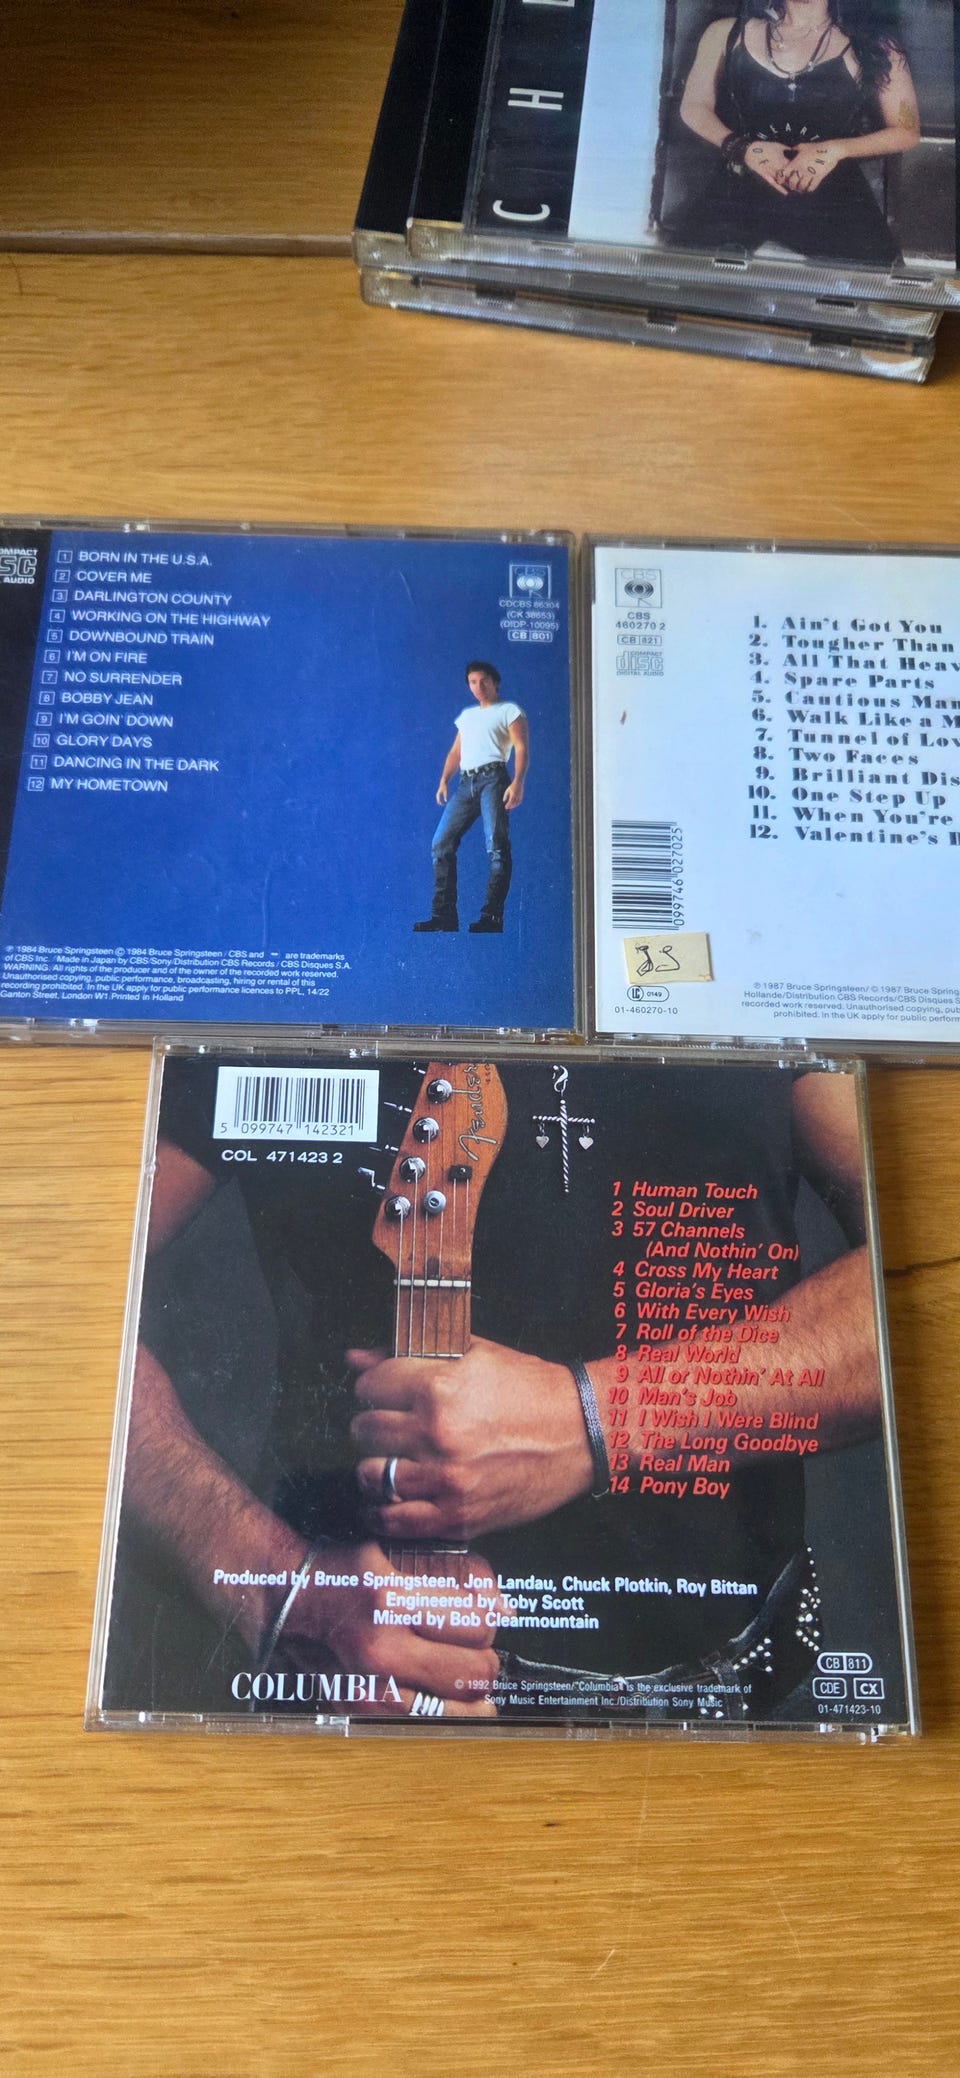 C H
HEART
OF
ONE
COMPACT
DISC
AUDIO
1 BORN IN THE U.S.A.
2 COVER ME
3 DARLINGTON COUNTY
4 WORKING ON THE HIGHWAY
5 DOWNBOUND TRAIN
6 I'M ON FIRE
7 NO SURRENDER
8 BOBBY JEAN
9 I'M GOIN' DOWN
10 GLORY DAYS
11 DANCING IN THE DARK
12 MY HOMETOWN
CBS
CDCBS 86304
(CK 38653)
(DIDP-10095)
CB 801
℗ 1984 Bruce Springsteen © 1984 Bruce Springsteen / CBS and are trademarks
of CBS Inc. / Made in Japan by CBS/Sony/Distribution CBS Records / CBS Disques S.A.
WARNING: All rights of the producer and of the owner of the recorded work reserved.
Unauthorised copying, public performance, broadcasting, hiring or rental of this
recording prohibited. In the UK apply for public performance licences to PPL, 14/22
Ganton Street, London W1. Printed in Holland
CBS
CBS
460270 2
CB 821
disc
DIGITAL AUDIO
1. Ain't Got You
2. Tougher Than
3. All That Heav
4. Spare Parts
5. Cautious Man
6. Walk Like a M
7. Tunnel of Lov
8. Two Faces
9. Brilliant Dis
10. One Step Up
11. When You're
12. Valentine's D
099746 027025
LC 0149
01-460270-10
℗ 1987 Bruce Springsteen/ © 1987 Bruce Springs
Hollande/Distribution CBS Records/CBS Disques S
recorded work reserved. Unauthorised copying, pub
prohibited. In the UK apply for public perform
5 099747 142321
COL 471423 2
Fender
1 Human Touch
2 Soul Driver
3 57 Channels
(And Nothin' On)
4 Cross My Heart
5 Gloria's Eyes
6 With Every Wish
7 Roll of the Dice
8 Real World
9 All or Nothin' At All
10 Man's Job
11 I Wish I Were Blind
12 The Long Goodbye
13 Real Man
14 Pony Boy
Produced by Bruce Springsteen, Jon Landau, Chuck Plotkin, Roy Bittan
Engineered by Toby Scott
Mixed by Bob Clearmountain
COLUMBIA
© 1992 Bruce Springsteen/"Columbia" is the exclusive trademark of
Sony Music Entertainment Inc./Distribution Sony Music
CB 811
CDE CX
01-471423-10